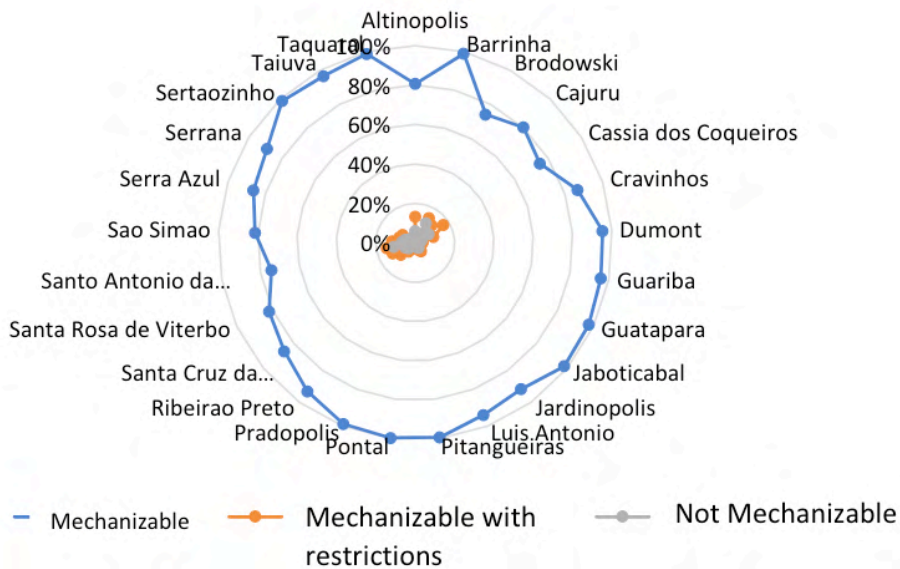 Altinopolis
Barrinha
Brodowski
Cajuru
Cassia dos Coqueiros
Cravinhos
Dumont
Guariba
Guatapara
Jaboticabal
Jardinopolis
Luis Antonio
Pitangueiras
Pontal
Pradopolis
Ribeirao Preto
Santa Cruz da...
Santa Rosa de Viterbo
Santo Antonio da...
Sao Simao
Serra Azul
Serrana
Sertaozinho
Taiuva
Taquaral
100%
80%
60%
40%
20%
0%
Mechanizable
Mechanizable with
restrictions
Not Mechanizable